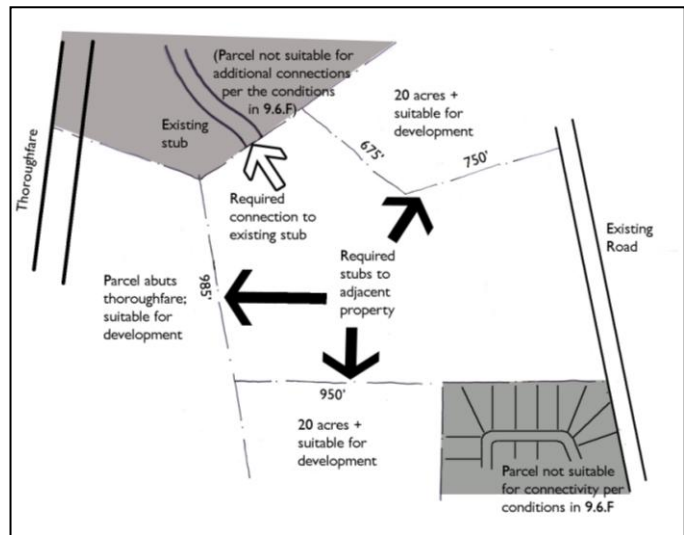 (Parcel not suitable for
additional connections
per the conditions
in 9.6.F)
Existing
stub
Thoroughfare
20 acres +
suitable for
development
675'
750'
Required
connection to
existing stub
Existing
Road
Required
stubs to
adjacent
property
Parcel abuts
thoroughfare;
suitable for
development
985'
950'
20 acres +
suitable for
development
Parcel not suitable
for connectivity per
conditions in 9.6.F